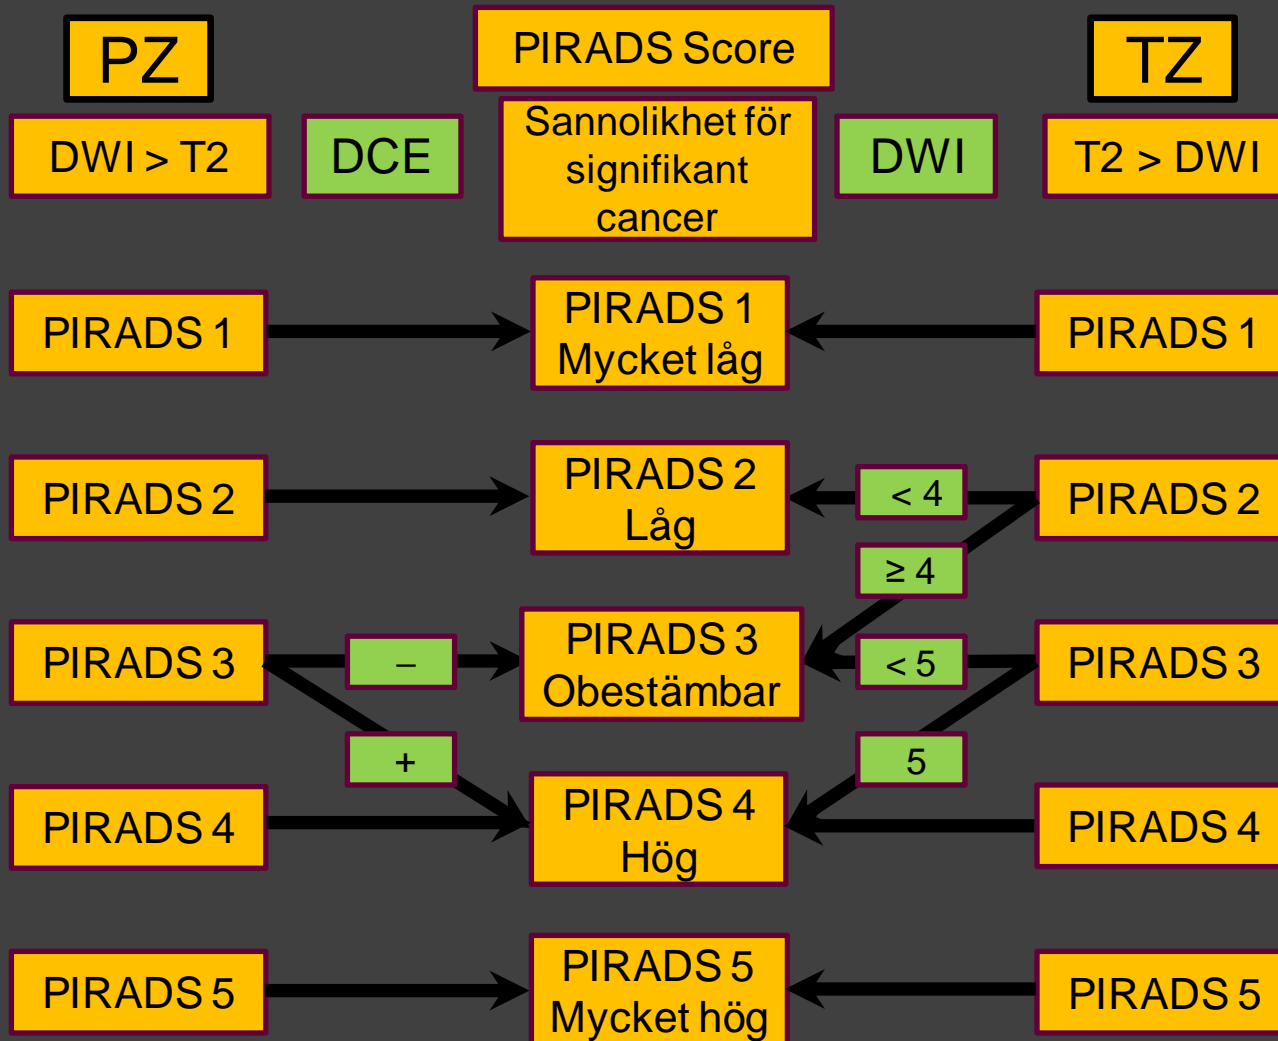 PZ
PIRADS Score
TZ
DWI > T2
DCE
Sannolikhet för
signifikant
cancer
DWI
T2 > DWI
PIRADS 1
PIRADS 1
Mycket låg
PIRADS 1
PIRADS 2
PIRADS 2
Låg
< 4
PIRADS 2
≥ 4
PIRADS 3
–
PIRADS 3
Obestämbar
< 5
PIRADS 3
+
5
PIRADS 4
PIRADS 4
Hög
PIRADS 4
PIRADS 5
PIRADS 5
Mycket hög
PIRADS 5